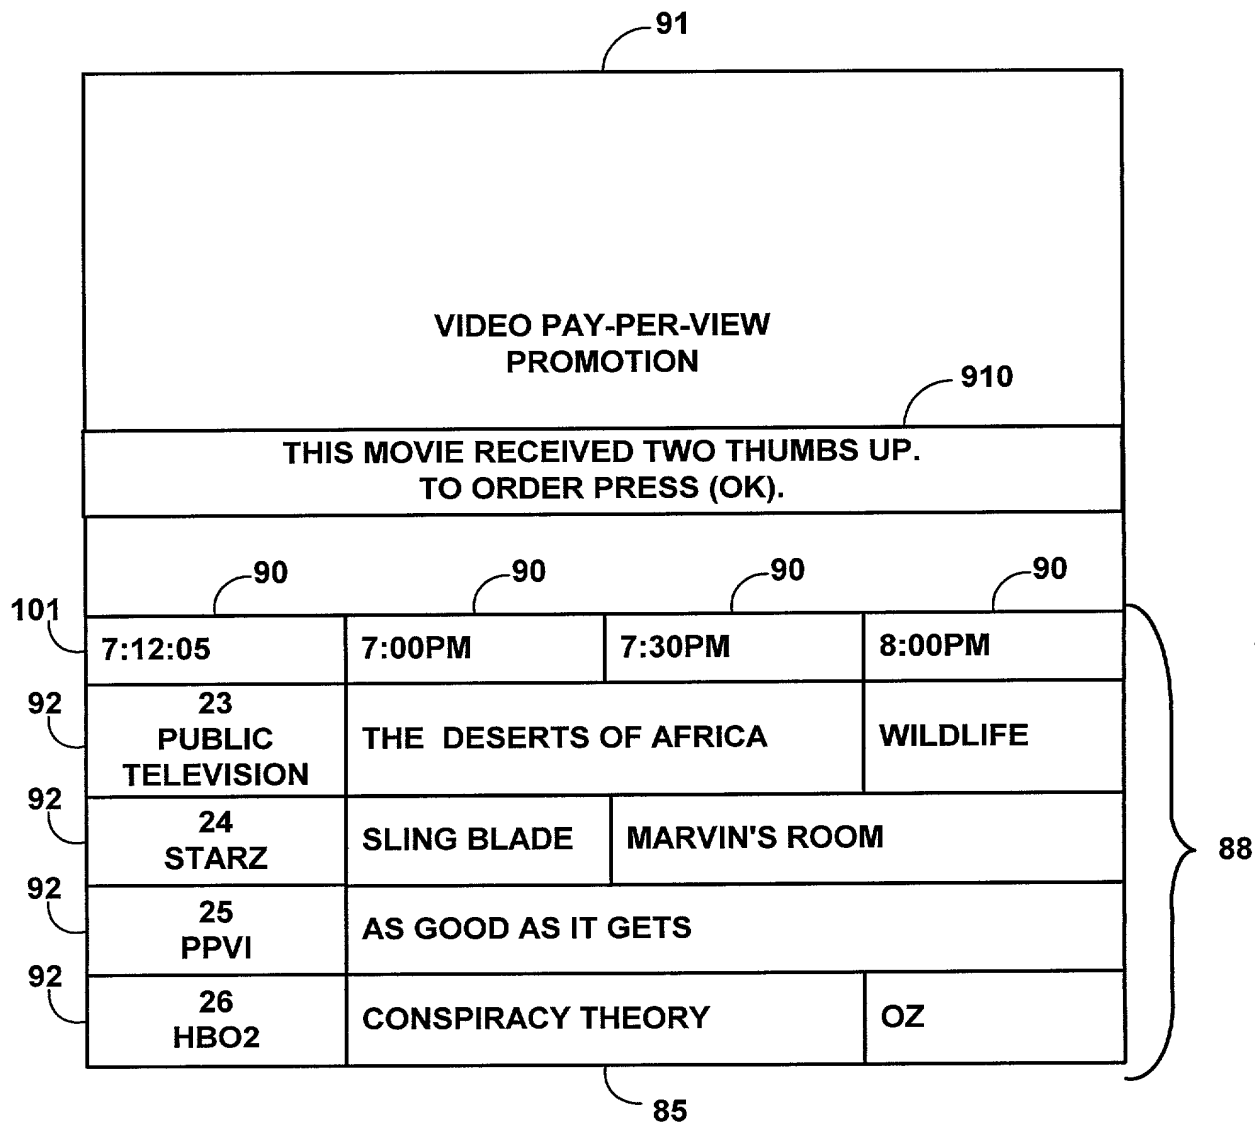 91
VIDEO PAY-PER-VIEW
PROMOTION
910
THIS MOVIE RECEIVED TWO THUMBS UP.
TO ORDER PRESS (OK).
90 90 90 90
101
7:12:05 7:00PM 7:30PM 8:00PM
92
23
PUBLIC
TELEVISION
THE DESERTS OF AFRICA
WILDLIFE
92
24
STARZ
SLING BLADE
MARVIN'S ROOM
88
92
25
PPVI
AS GOOD AS IT GETS
92
26
HBO2
CONSPIRACY THEORY
OZ
85